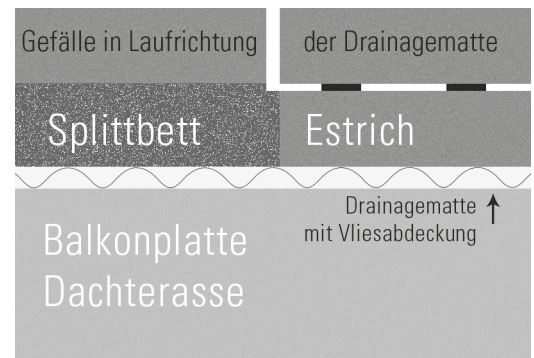 Gefälle in Laufrichtung der Drainagematte
Splittbett
Estrich
Drainagematte
mit Vliesabdeckung
Balkonplatte
Dachterasse